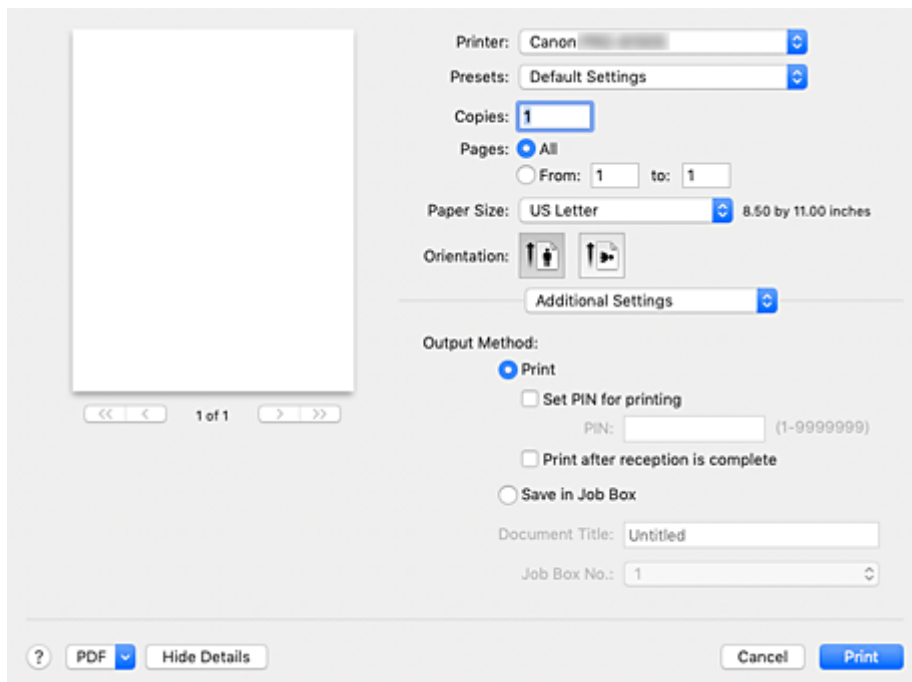 Printer: Canon
Presets: Default Settings
Copies: 1
Pages: All
From: 1 to: 1
Paper Size: US Letter 8.50 by 11.00 inches
Orientation:
Additional Settings
Output Method:
Print
Set PIN for printing
PIN: (1-9999999)
Print after reception is complete
Save in Job Box
Document Title: Untitled
Job Box No.: 1
<< < 1 of 1 > >>
? PDF Hide Details Cancel Print